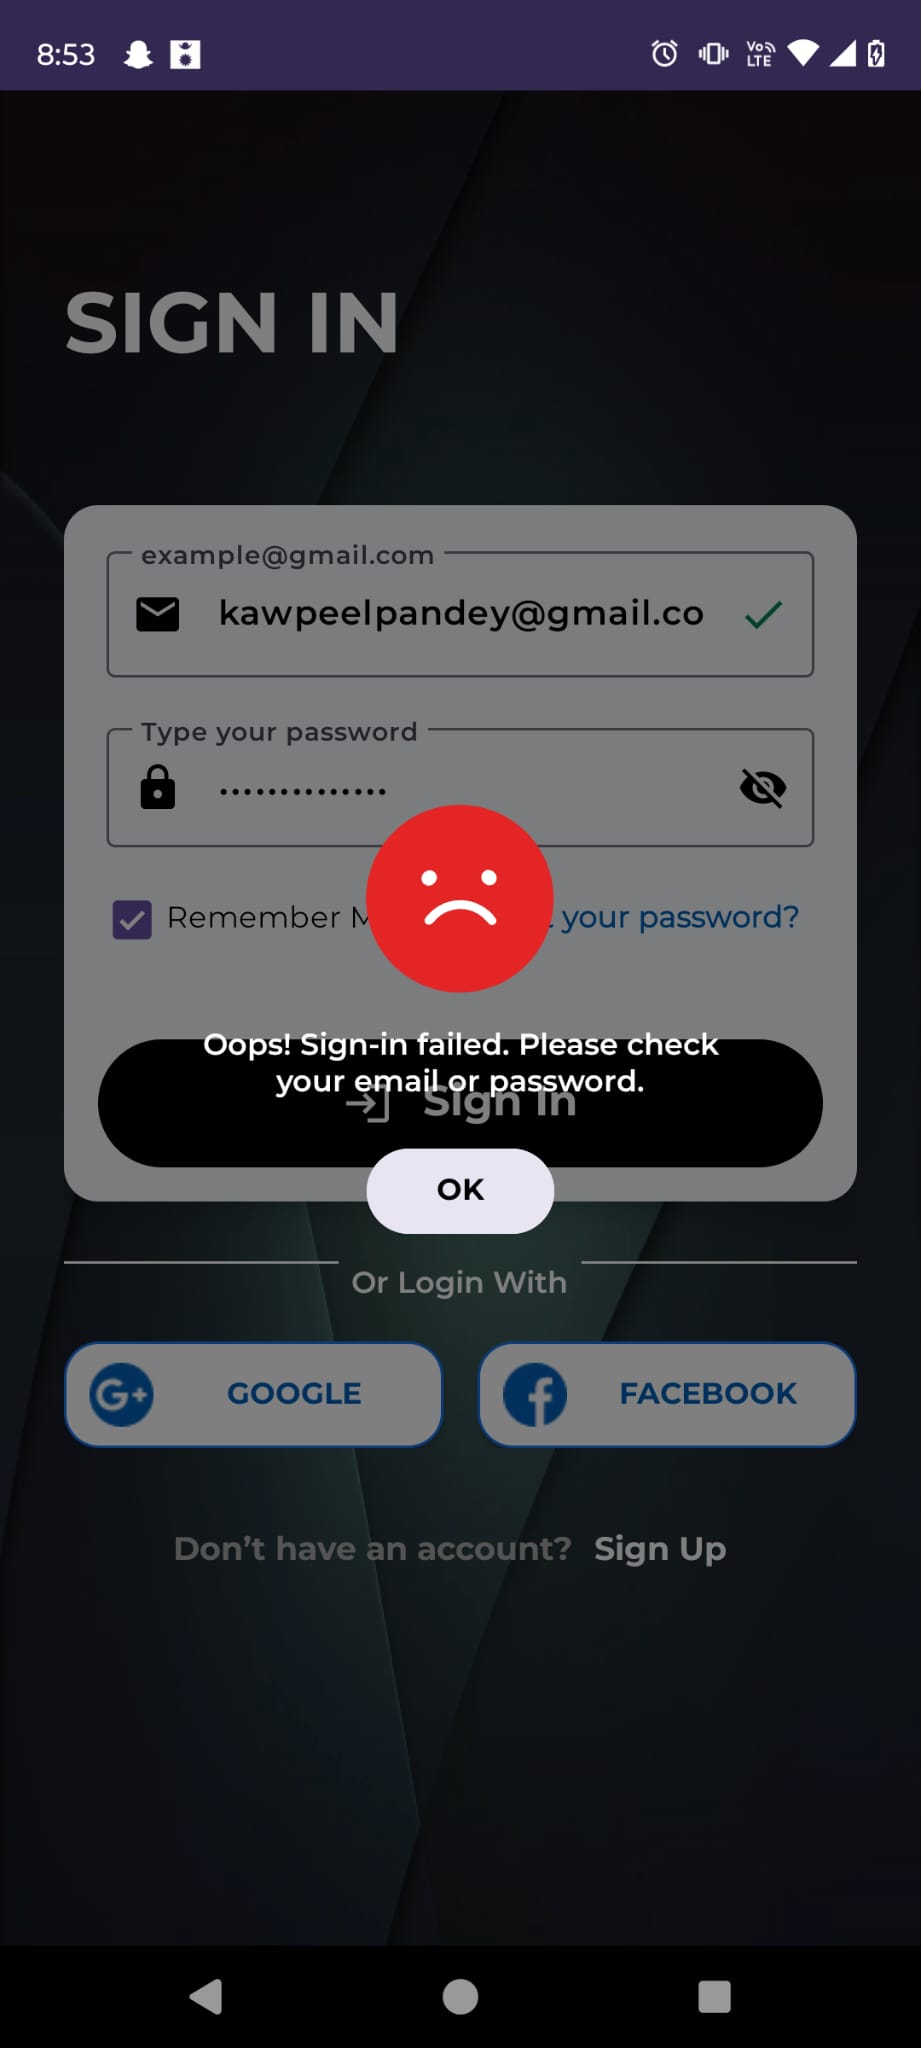 8:53
Vo LTE
SIGN IN
example@gmail.com
kawpeelpandey@gmail.co
Type your password
Remember
your password?
Oops! Sign-in failed. Please check
your email or password.
Sign In
OK
Or Login With
G+ GOOGLE
f FACEBOOK
Don’t have an account? Sign Up